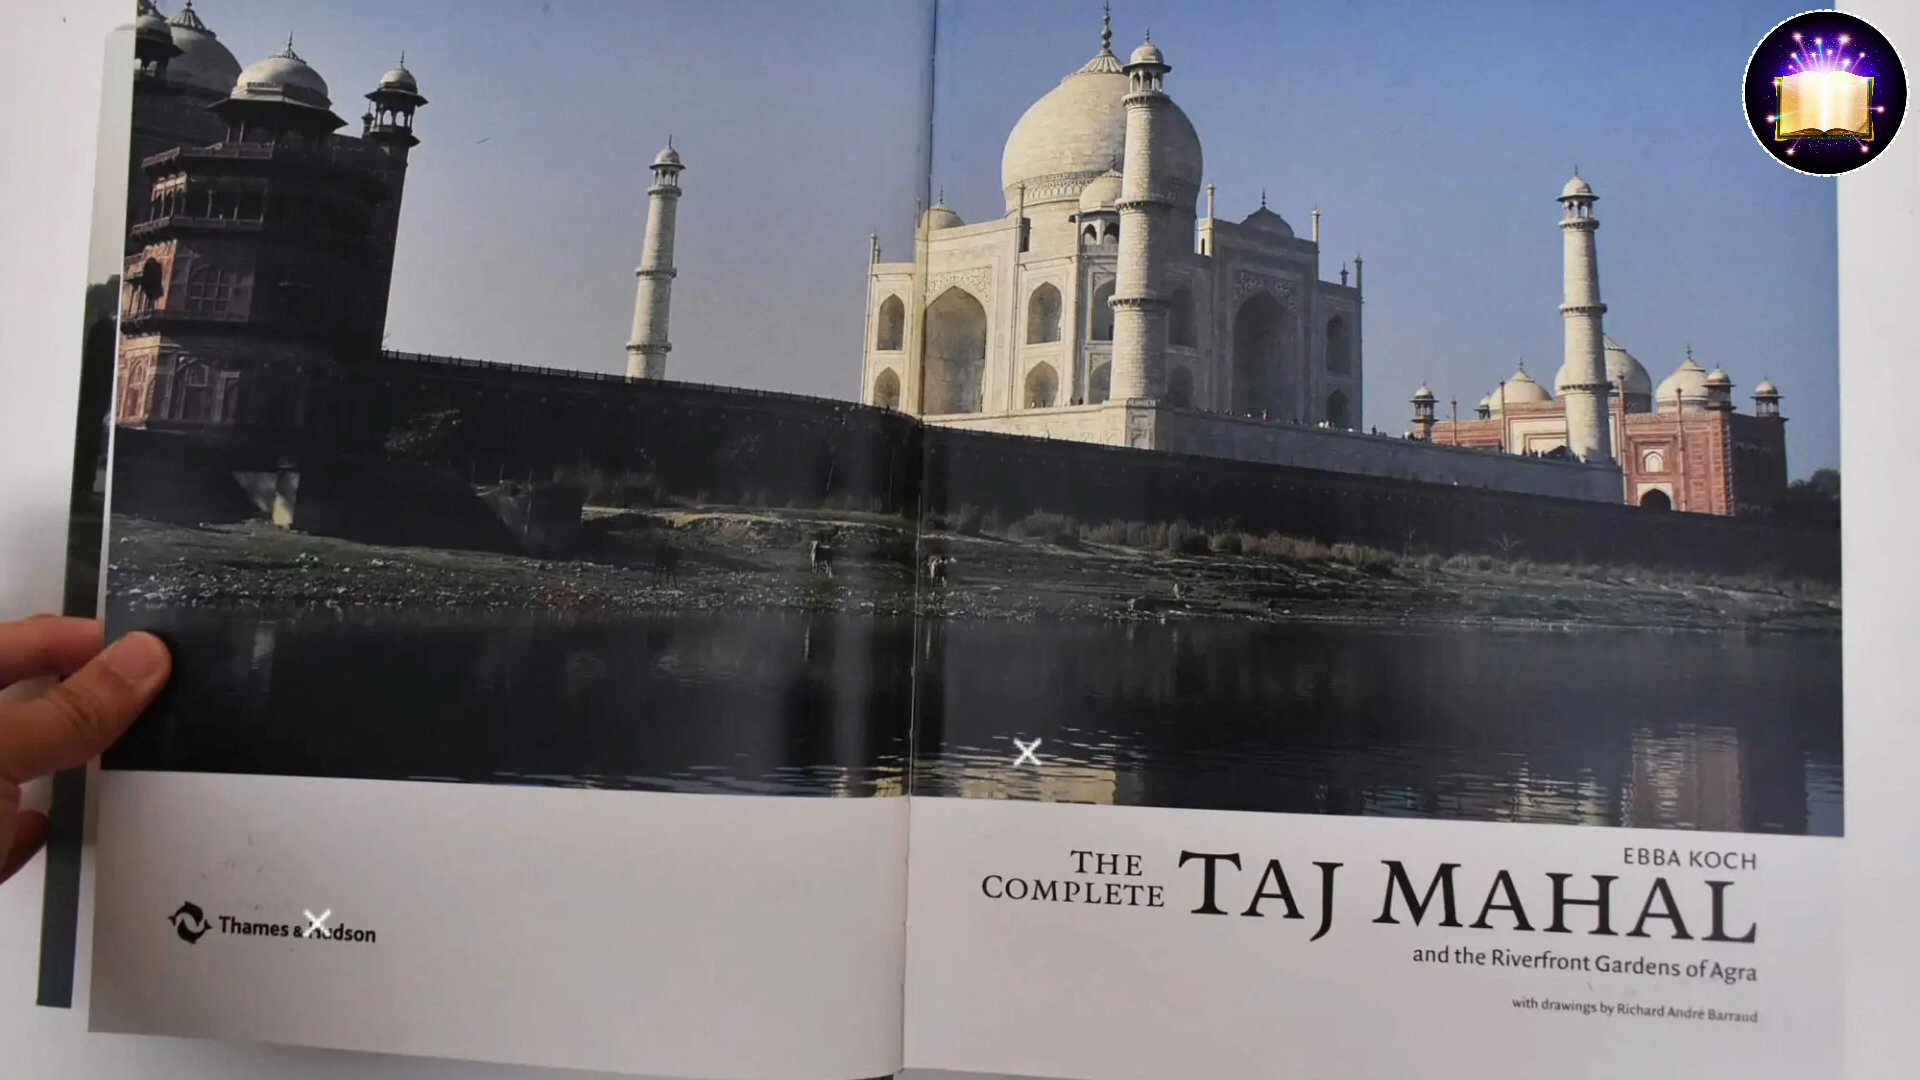 Thames & Hudson
EBBA KOCH
THE
COMPLETE
TAJ MAHAL
and the Riverfront Gardens of Agra
with drawings by Richard André Barraud